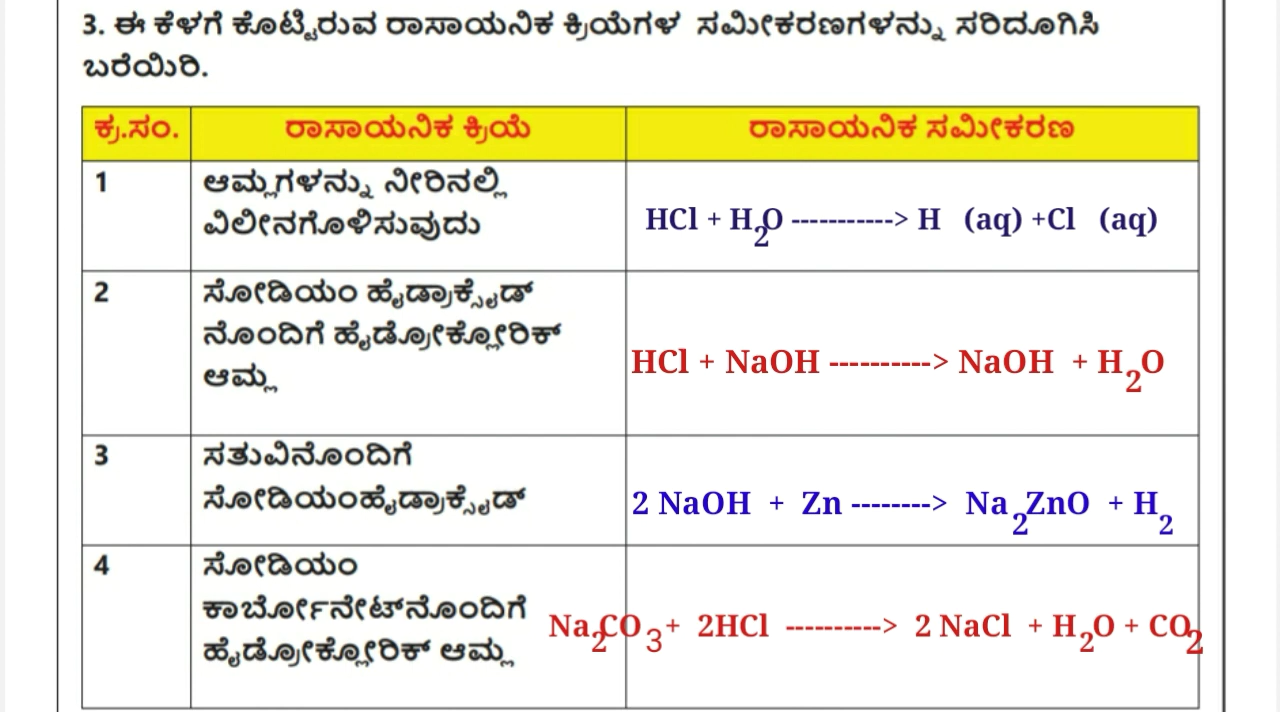 3. ಈ ಕೆಳಗೆ ಕೊಟ್ಟಿರುವ ರಾಸಾಯನಿಕ ಕ್ರಿಯೆಗಳ ಸಮೀಕರಣಗಳನ್ನು ಸರಿದೂಗಿಸಿ
ಬರೆಯಿರಿ.
ಕ್ರ.ಸಂ. ರಾಸಾಯನಿಕ ಕ್ರಿಯೆ ರಾಸಾಯನಿಕ ಸಮೀಕರಣ
1 ಆಮ್ಲಗಳನ್ನು ನೀರಿನಲ್ಲಿ
ವಿಲೀನಗೊಳಿಸುವುದು
HCl + H2O -----------> H (aq) +Cl (aq)
2 ಸೋಡಿಯಂ ಹೈಡ್ರಾಕ್ಸೈಡ್
ನೊಂದಿಗೆ ಹೈಡ್ರೋಕ್ಲೋರಿಕ್
ಆಮ್ಲ
HCl + NaOH ----------> NaOH + H2O
3 ಸತುವಿನೊಂದಿಗೆ
ಸೋಡಿಯಂಹೈಡ್ರಾಕ್ಸೈಡ್
2 NaOH + Zn --------> Na2ZnO + H2
4 ಸೋಡಿಯಂ
ಕಾರ್ಬೋನೇಟ್‌ನೊಂದಿಗೆ
ಹೈಡ್ರೋಕ್ಲೋರಿಕ್ ಆಮ್ಲ
Na2CO3 + 2HCl ----------> 2 NaCl + H2O + CO2